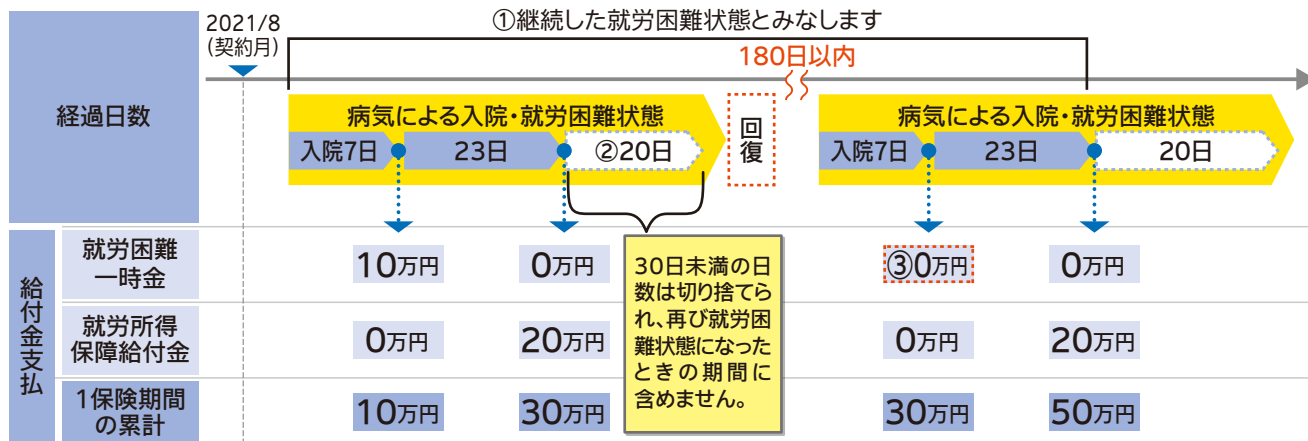 2021/8
(契約月)
①継続した就労困難状態とみなします
180日以内
経過日数
病気による入院・就労困難状態
入院7日
23日
②20日
回復
病気による入院・就労困難状態
入院7日
23日
20日
給付金支払
就労困難
一時金
10万円
0万円
③0万円
0万円
就労所得
保障給付金
0万円
20万円
0万円
20万円
1保険期間
の累計
10万円
30万円
30万円
50万円
30日未満の日
数は切り捨てら
れ、再び就労困
難状態になった
ときの期間に
含めません。